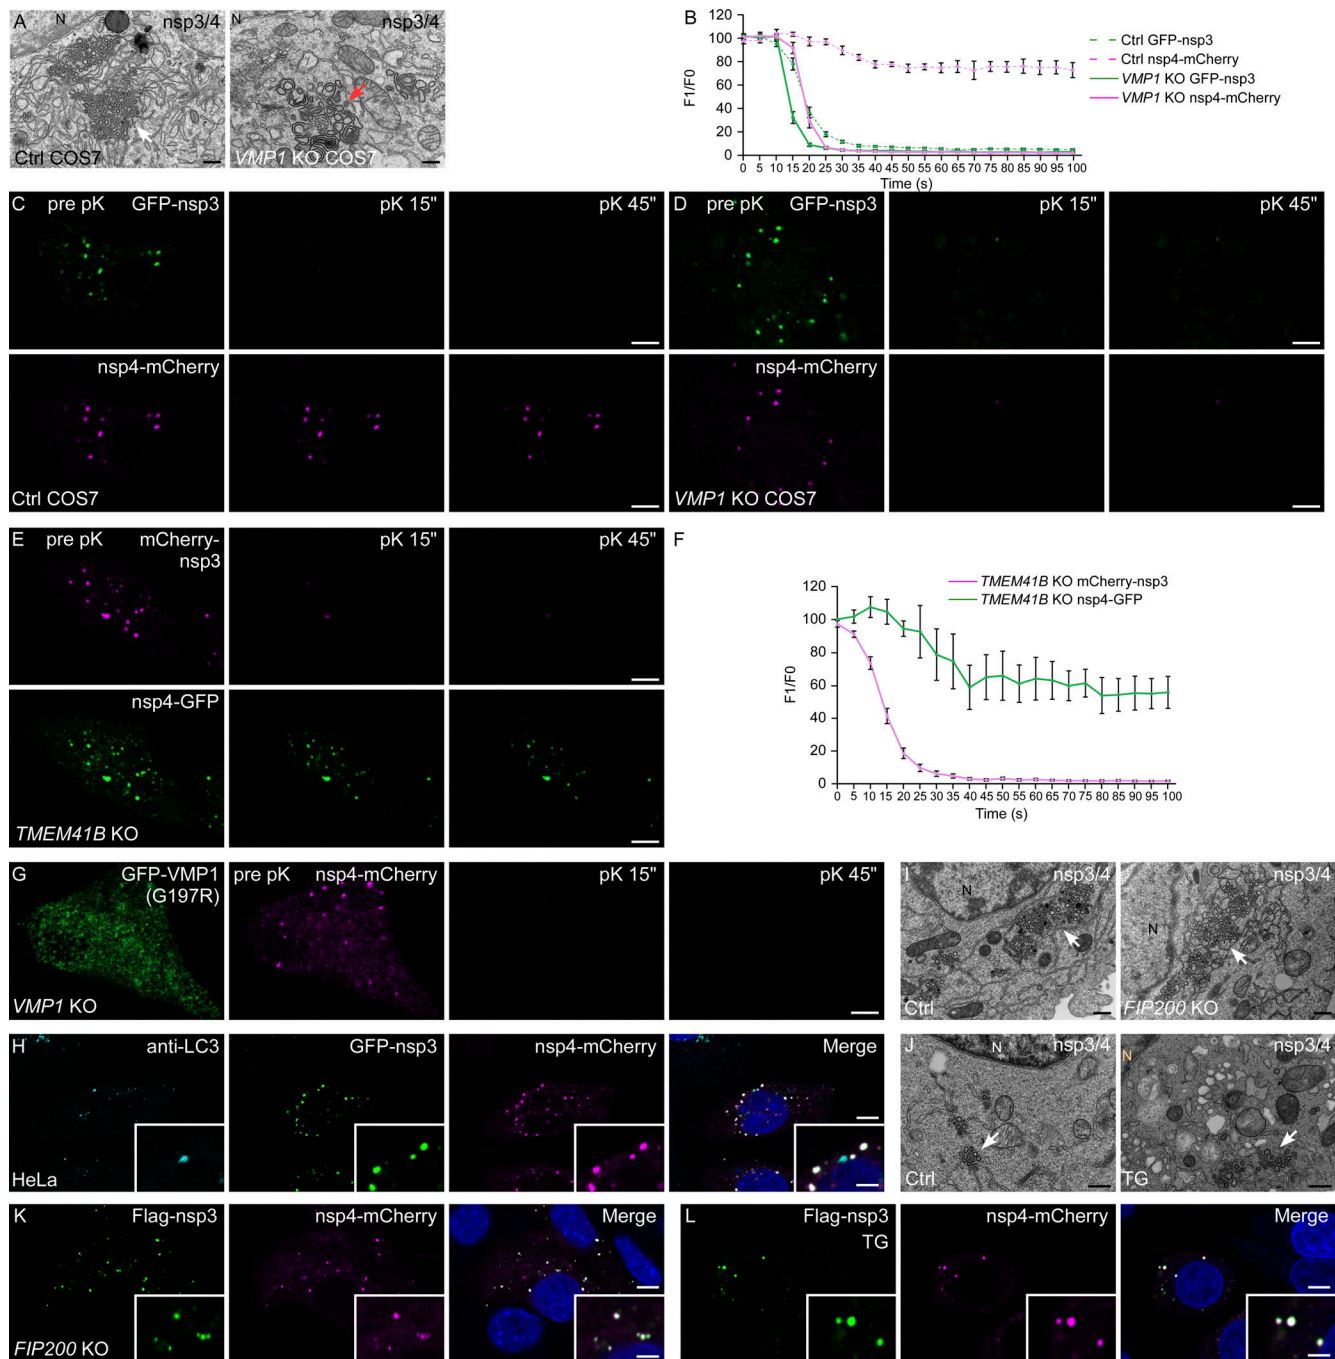 A
N
nsp3/4
Ctrl COS7
nsp3/4
VMP1 KO COS7
B
120
100
80
60
40
20
0
F1/F0
0 5 10 15 20 25 30 35 40 45 50 55 60 65 70 75 80 85 90 95 100
Time (s)
Ctrl GFP-nsp3
Ctrl nsp4-mCherry
VMP1 KO GFP-nsp3
VMP1 KO nsp4-mCherry
C
pre pK
GFP-nsp3
pK 15"
pK 45"
nsp4-mCherry
Ctrl COS7
D
pre pK
GFP-nsp3
pK 15"
pK 45"
nsp4-mCherry
VMP1 KO COS7
E
pre pK
mCherry-
nsp3
pK 15"
pK 45"
nsp4-GFP
TMEM41B KO
F
120
100
80
60
40
20
0
F1/F0
0 5 10 15 20 25 30 35 40 45 50 55 60 65 70 75 80 85 90 95 100
Time (s)
TMEM41B KO mCherry-nsp3
TMEM41B KO nsp4-GFP
G
GFP-VMP1
(G197R)
VMP1 KO
pre pK
nsp4-mCherry
pK 15"
pK 45"
H
anti-LC3
HeLa
GFP-nsp3
nsp4-mCherry
Merge
I
N
nsp3/4
Ctrl
N
nsp3/4
FIP200 KO
J
N
nsp3/4
Ctrl
N
nsp3/4
TG
K
Flag-nsp3
FIP200 KO
nsp4-mCherry
Merge
L
Flag-nsp3
TG
nsp4-mCherry
Merge